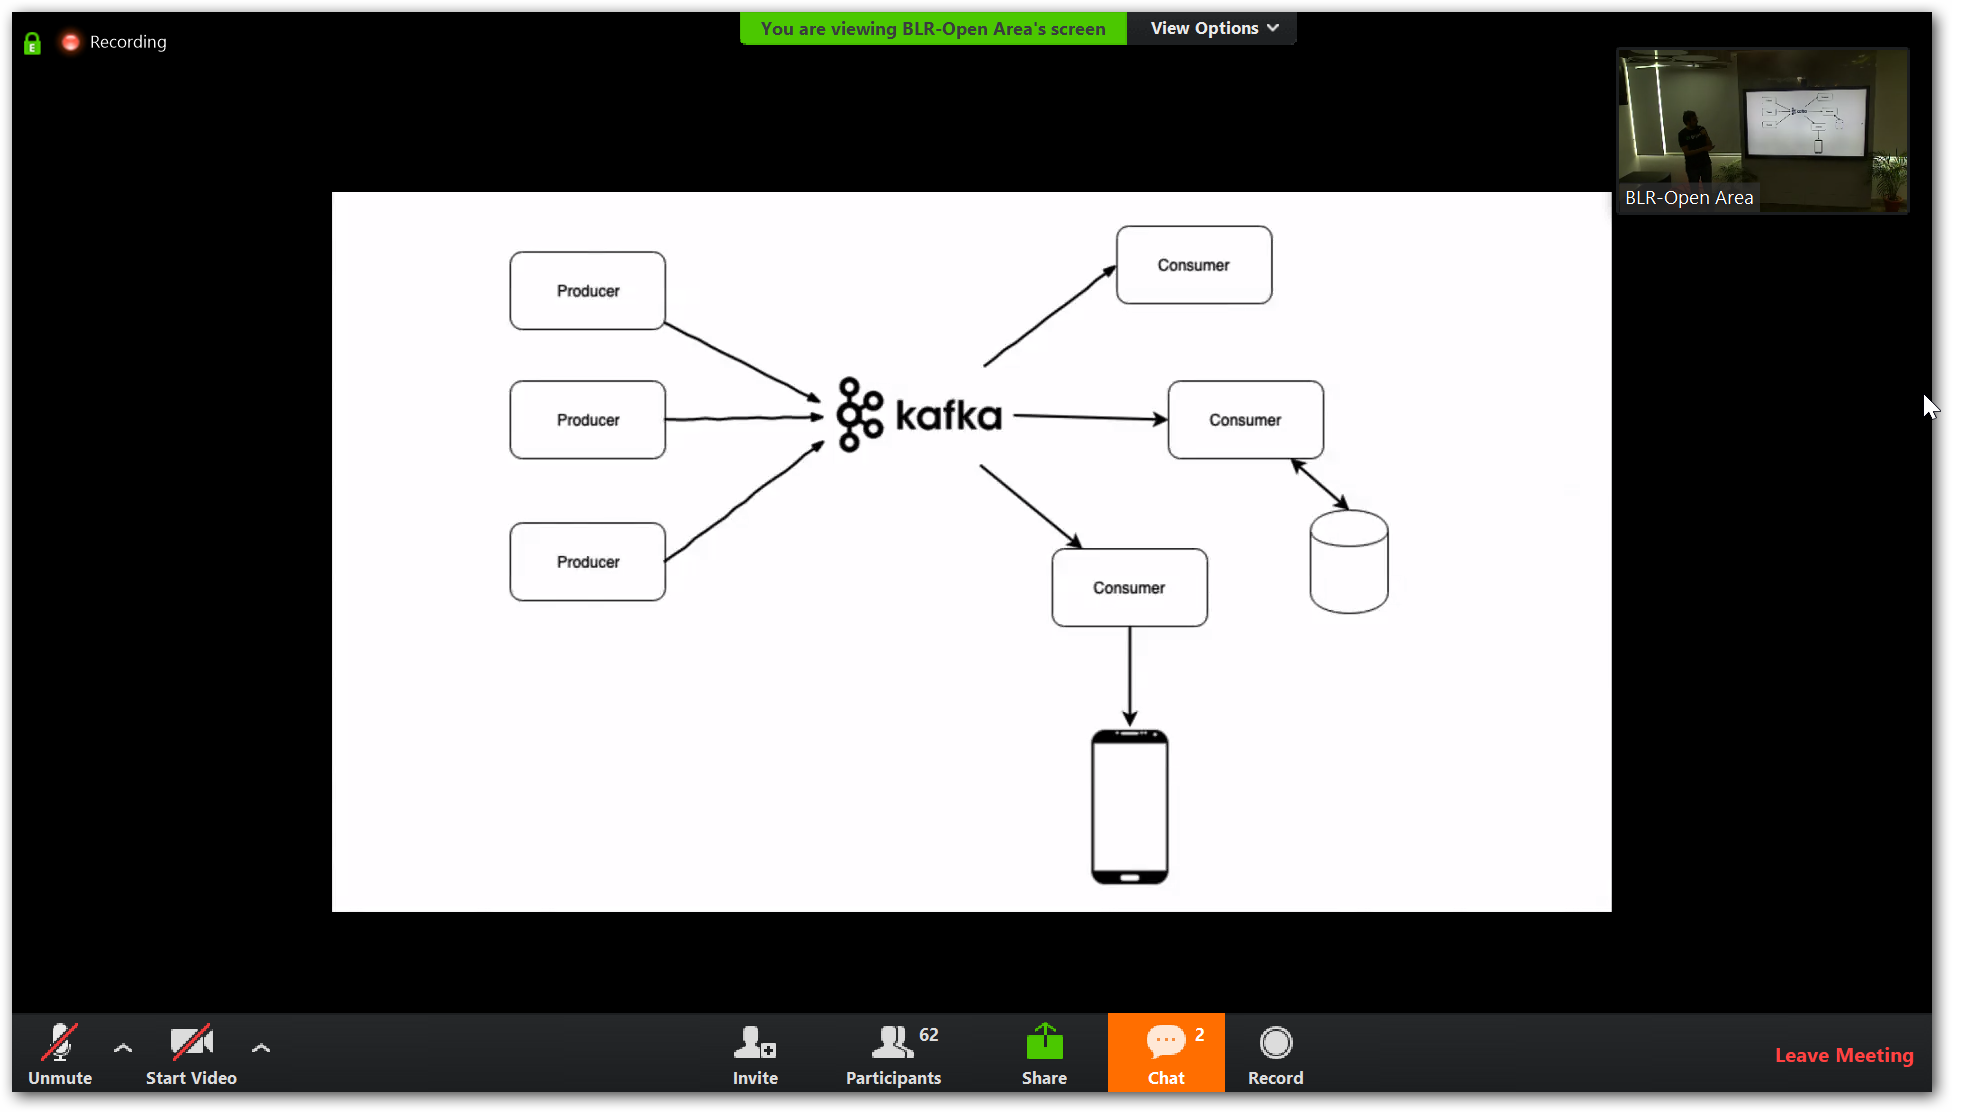 You are viewing BLR-Open Area's screen
View Options
Recording
BLR-Open Area
Producer
Producer
Producer
kafka
Consumer
Consumer
Consumer
Unmute
Start Video
Invite
62
Participants
Share
2
Chat
Record
Leave Meeting
E